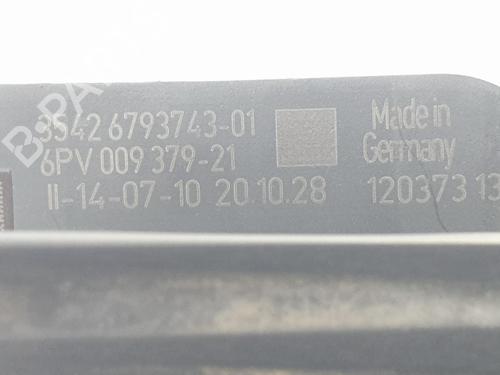 3542 6793743-01
6PV 009 379-21
II-14-07-10 20.10.28
Made in
Germany
120373 13